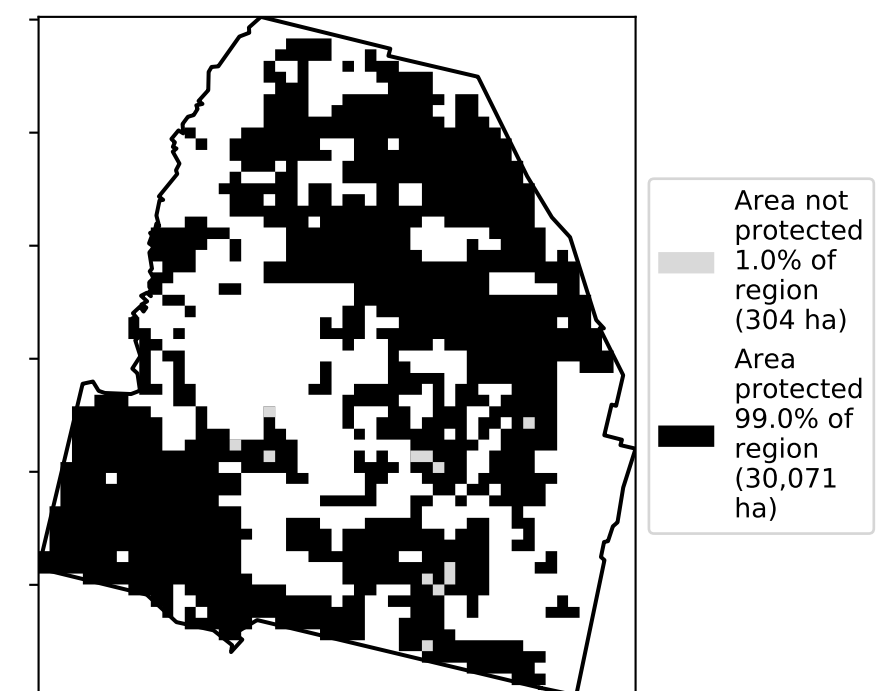 Area not
protected
1.0% of
region
(304 ha)
Area
protected
99.0% of
region
(30,071
ha)